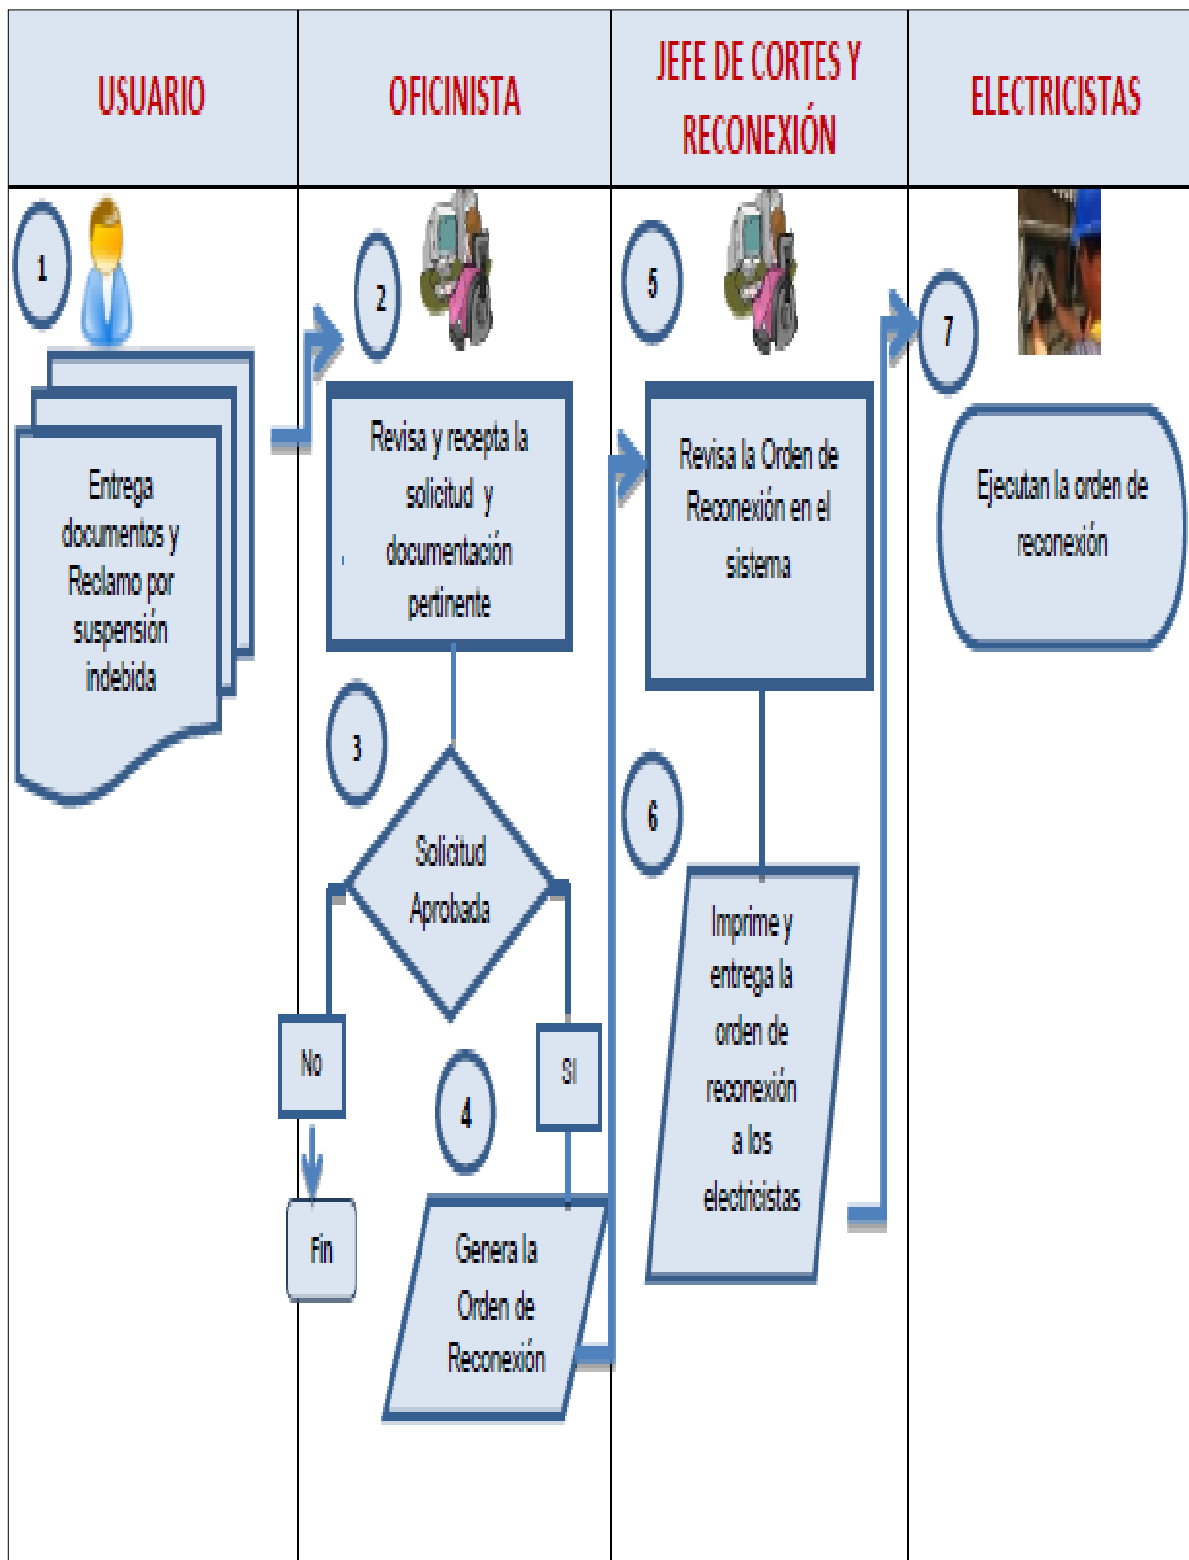 USUARIO
OFICINISTA
JEFE DE CORTES Y
RECONEXIÓN
ELECTRICISTAS
1
Entrega
documentos y
Reclamo por
suspensión
indebida
2
Revisa y recepta la
solicitud y
documentación
pertinente
3
Solicitud
Aprobada
No
Fin
SI
4
Genera la
Orden de
Reconexión
5
Revisa la Orden de
Reconexión en el
sistema
6
Imprime y
entrega la
orden de
reconexión
a los
electricistas
7
Ejecutan la orden de
reconexión